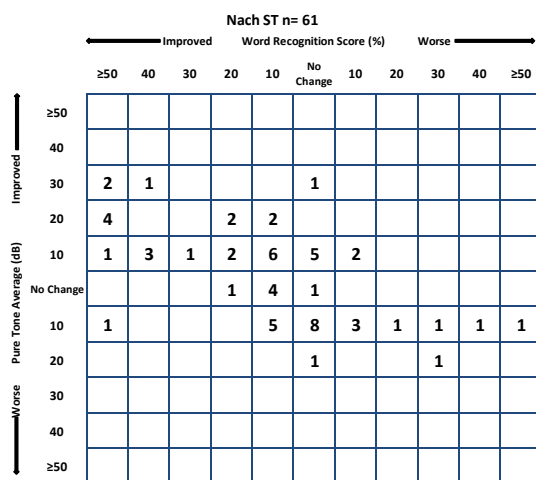 Nach ST n= 61
Improved Word Recognition Score (%) Worse
≥50 40 30 20 10 No Change 10 20 30 40 ≥50
Improved
Pure Tone Average (dB)
Worse
≥50
40
30 2 1 1
20 4 2 2
10 1 3 1 2 6 5 2
No Change 1 4 1
10 1 5 8 3 1 1 1 1
20 1 1
30
40
≥50